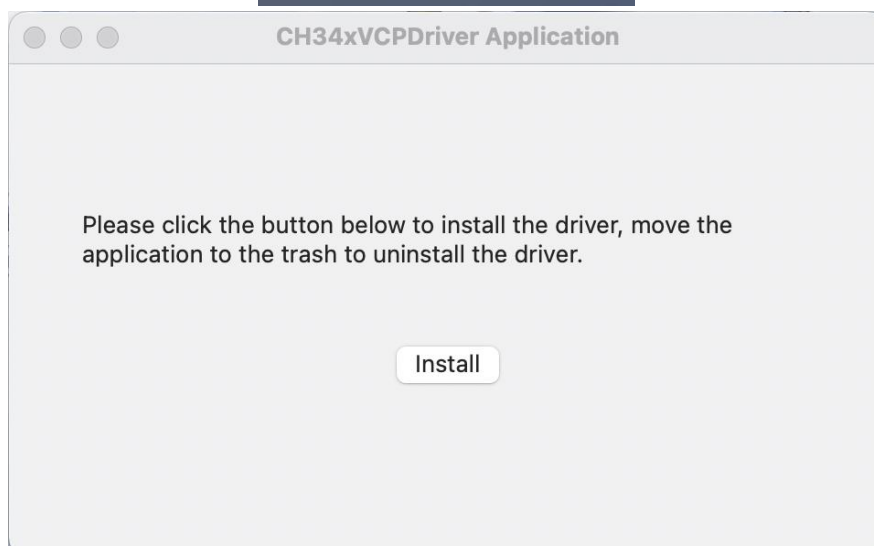 CH34xVCPDriver Application
Please click the button below to install the driver, move the
application to the trash to uninstall the driver.
Install